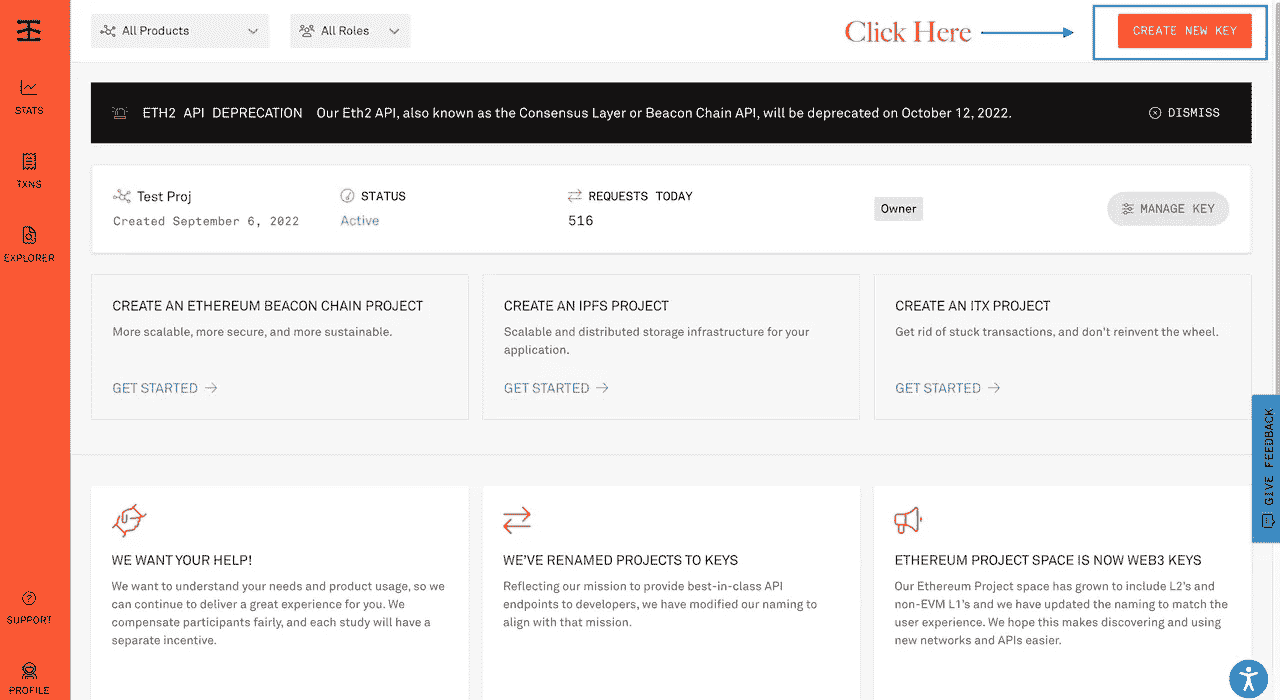 All Products
All Roles
Click Here
CREATE NEW KEY
ETH2 API DEPRECATION Our Eth2 API, also known as the Consensus Layer or Beacon Chain API, will be deprecated on October 12, 2022.
DISMISS
STATS
TXNS
EXPLORER
Test Proj
Created September 6, 2022
STATUS
Active
REQUESTS TODAY
516
Owner
MANAGE KEY
CREATE AN ETHEREUM BEACON CHAIN PROJECT
More scalable, more secure, and more sustainable.
GET STARTED
CREATE AN IPFS PROJECT
Scalable and distributed storage infrastructure for your
application.
GET STARTED
CREATE AN ITX PROJECT
Get rid of stuck transactions, and don't reinvent the wheel.
GET STARTED
GIVE FEEDBACK
WE WANT YOUR HELP!
We want to understand your needs and product usage, so we
can continue to deliver a great experience for you. We
compensate participants fairly, and each study will have a
separate incentive.
WE'VE RENAMED PROJECTS TO KEYS
Reflecting our mission to provide best-in-class API
endpoints to developers, we have modified our naming to
align with that mission.
ETHEREUM PROJECT SPACE IS NOW WEB3 KEYS
Our Ethereum Project space has grown to include L2's and
non-EVM L1's and we have updated the naming to match the
user experience. We hope this makes discovering and using
new networks and APIs easier.
SUPPORT
PROFILE